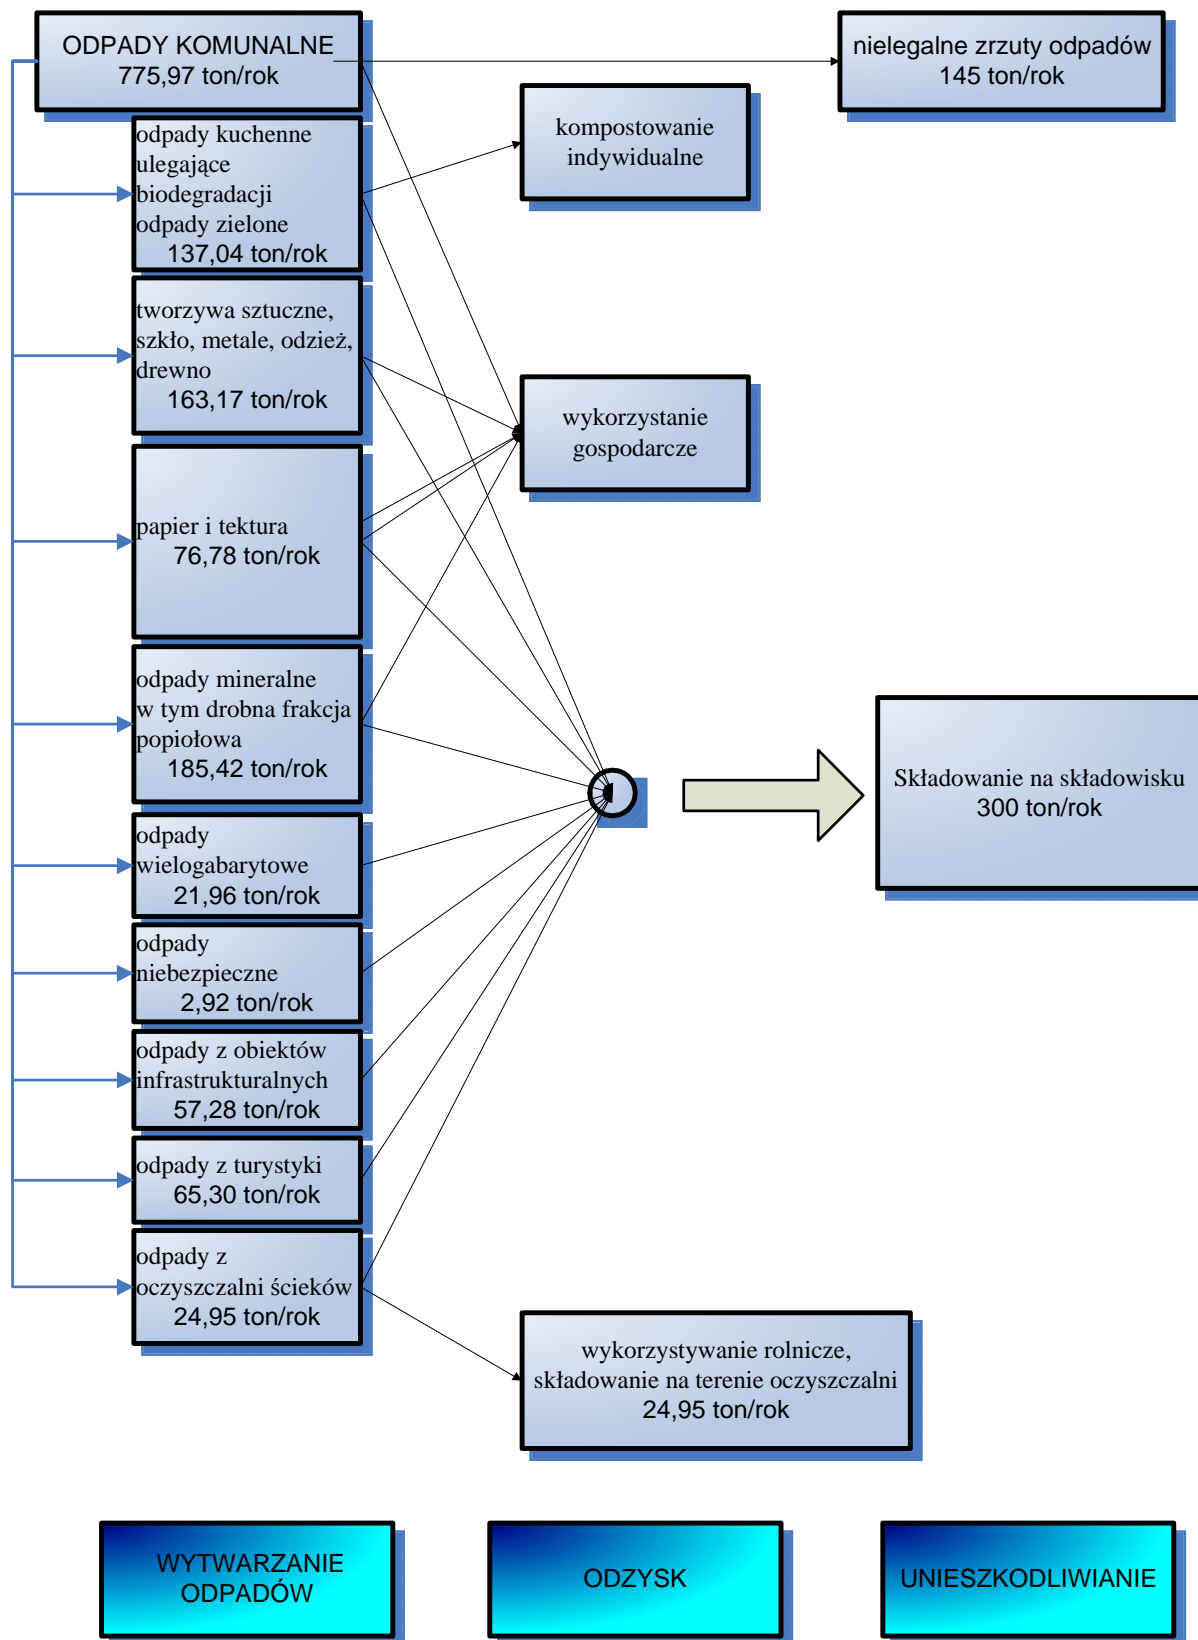 ODPADY KOMUNALNE
775,97 ton/rok
nielegalne zrzuty odpadów
145 ton/rok
kompostowanie
indywidualne
odpady kuchenne
ulegające
biodegradacji
odpady zielone
137,04 ton/rok
tworzywa sztuczne,
szkło, metale, odzież,
drewno
163,17 ton/rok
wykorzystanie
gospodarcze
papier i tektura
76,78 ton/rok
odpady mineralne
w tym drobna frakcja
popiołowa
185,42 ton/rok
Składowanie na składowisku
300 ton/rok
odpady
wielogabarytowe
21,96 ton/rok
odpady
niebezpieczne
2,92 ton/rok
odpady z obiektów
infrastrukturalnych
57,28 ton/rok
odpady z turystyki
65,30 ton/rok
odpady z
oczyszczalni ścieków
24,95 ton/rok
wykorzystywanie rolnicze,
składowanie na terenie oczyszczalni
24,95 ton/rok
WYTWARZANIE
ODPADÓW
ODZYSK
UNIESZKODLIWIANIE